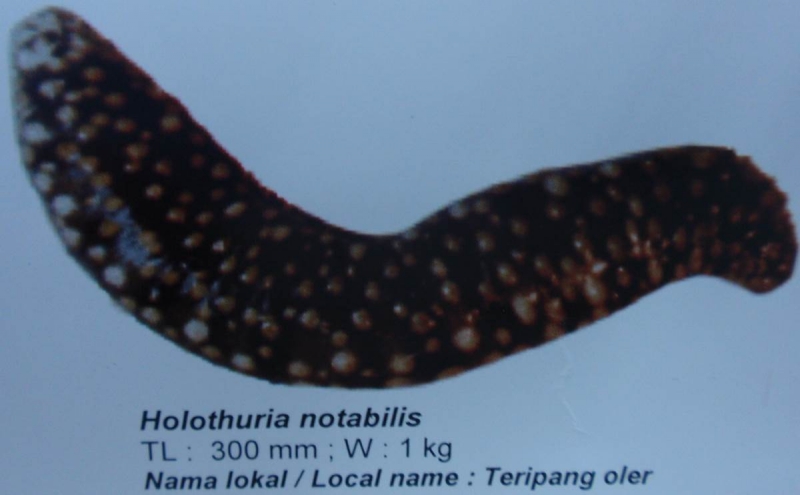 Holothuria notabilis
TL : 300 mm ; W : 1 kg
Nama lokal / Local name : Teripang oler